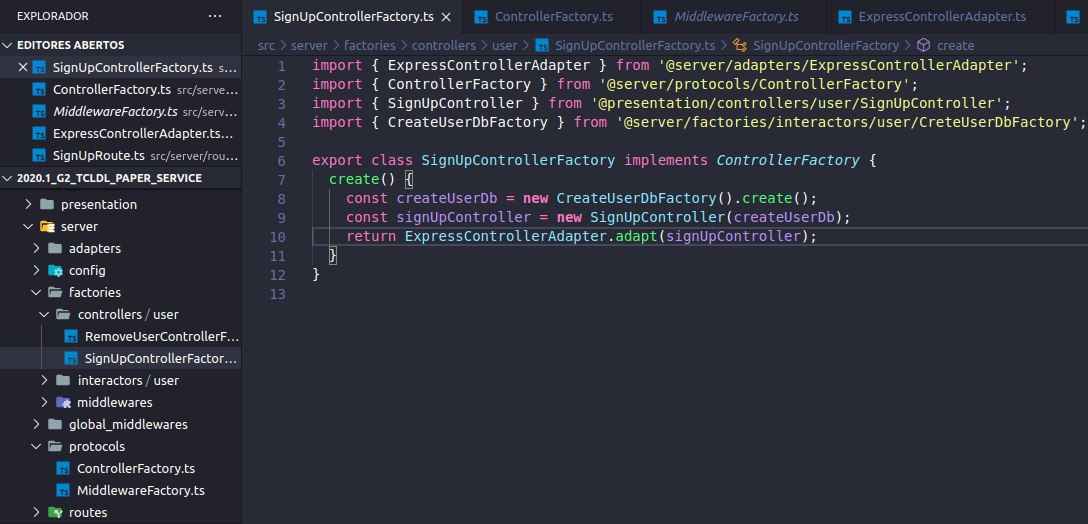 EXPLORADOR ···
EDITORES ABERTOS
SignUpControllerFactory.ts s...
ControllerFactory.ts src/serve...
MiddlewareFactory.ts src/serv...
ExpressControllerAdapter.ts...
SignUpRoute.ts src/server/rou...
2020.1_G2_TCLDL_PAPER_SERVICE
presentation
server
adapters
config
factories
controllers / user
RemoveUserControllerF...
SignUpControllerFactor...
interactors / user
middlewares
global_middlewares
protocols
ControllerFactory.ts
MiddlewareFactory.ts
routes
SignUpControllerFactory.ts
ControllerFactory.ts
MiddlewareFactory.ts
ExpressControllerAdapter.ts
src > server > factories > controllers > user > SignUpControllerFactory.ts > SignUpControllerFactory > create
1 import { ExpressControllerAdapter } from '@server/adapters/ExpressControllerAdapter';
2 import { ControllerFactory } from '@server/protocols/ControllerFactory';
3 import { SignUpController } from '@presentation/controllers/user/SignUpController';
4 import { CreateUserDbFactory } from '@server/factories/interactors/user/CreteUserDbFactory';
5
6 export class SignUpControllerFactory implements ControllerFactory {
7 create() {
8 const createUserDb = new CreateUserDbFactory().create();
9 const signUpController = new SignUpController(createUserDb);
10 return ExpressControllerAdapter.adapt(signUpController);
11 }
12 }
13